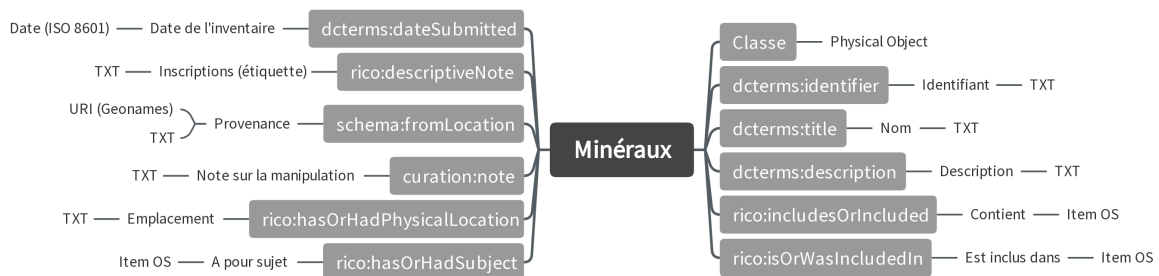 Date (ISO 8601) Date de l'inventaire dcterms:dateSubmitted
TXT Inscriptions (étiquette) rico:descriptiveNote
URI (Geonames)
TXT
Provenance schema:fromLocation
TXT Note sur la manipulation curation:note
TXT Emplacement rico:hasOrHadPhysicalLocation
Item OS A pour sujet rico:hasOrHadSubject
Minéraux
Classe Physical Object
dcterms:identifier Identifiant TXT
dcterms:title Nom TXT
dcterms:description Description TXT
rico:includesOrIncluded Contient Item OS
rico:isOrWasIncludedIn Est inclus dans Item OS